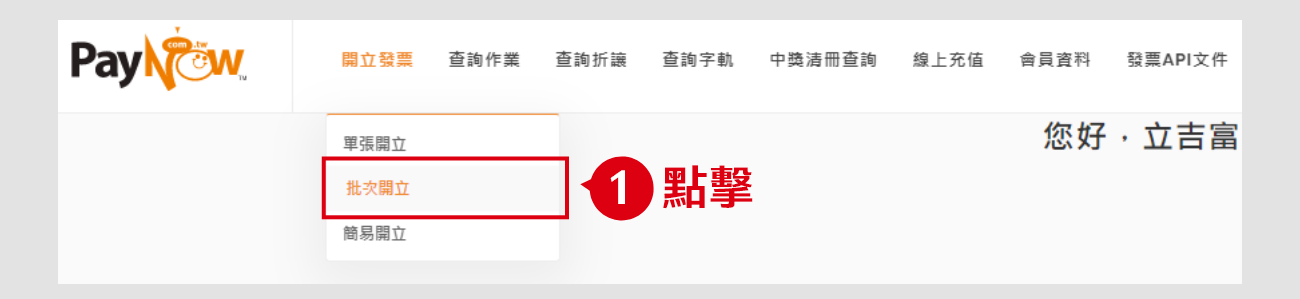 PayNow
com.tw
TM
開立發票 查詢作業 查詢折讓 查詢字軌 中獎清冊查詢 線上充值 會員資料 發票API文件
您好，立吉富
單張開立
批次開立
1 點擊
簡易開立